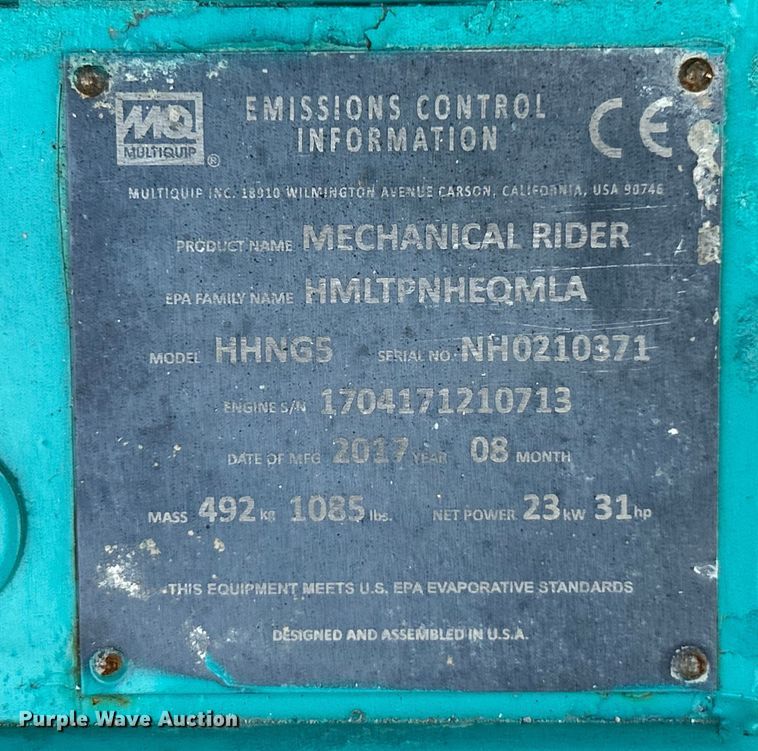 MQ
MULTIQUIP ®
EMISSIONS CONTROL
INFORMATION
CE
MULTIQUIP INC. 18910 WILMINGTON AVENUE CARSON, CALIFORNIA, USA 90746
PRODUCT NAME MECHANICAL RIDER
EPA FAMILY NAME HMLTPNHEQMLA
MODEL HHNG5 SERIAL NO. NH0210371
ENGINE S/N 1704171210713
DATE OF MFG 2017 YEAR 08 MONTH
MASS 492 kg 1085 lbs. NET POWER 23 kW 31 hp
THIS EQUIPMENT MEETS U.S. EPA EVAPORATIVE STANDARDS
DESIGNED AND ASSEMBLED IN U.S.A.
Purple Wave Auction